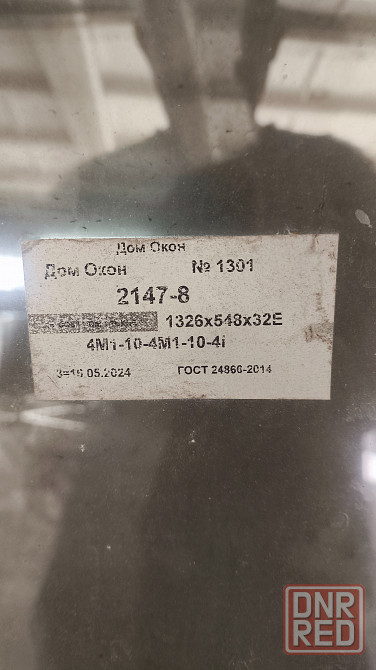 Дом Окон
Дом Окон № 1301
2147-8
1326x548x32E
4М1-10-4М1-10-4i
3=16.05.2024 ГОСТ 24866-2014
DNR
RED